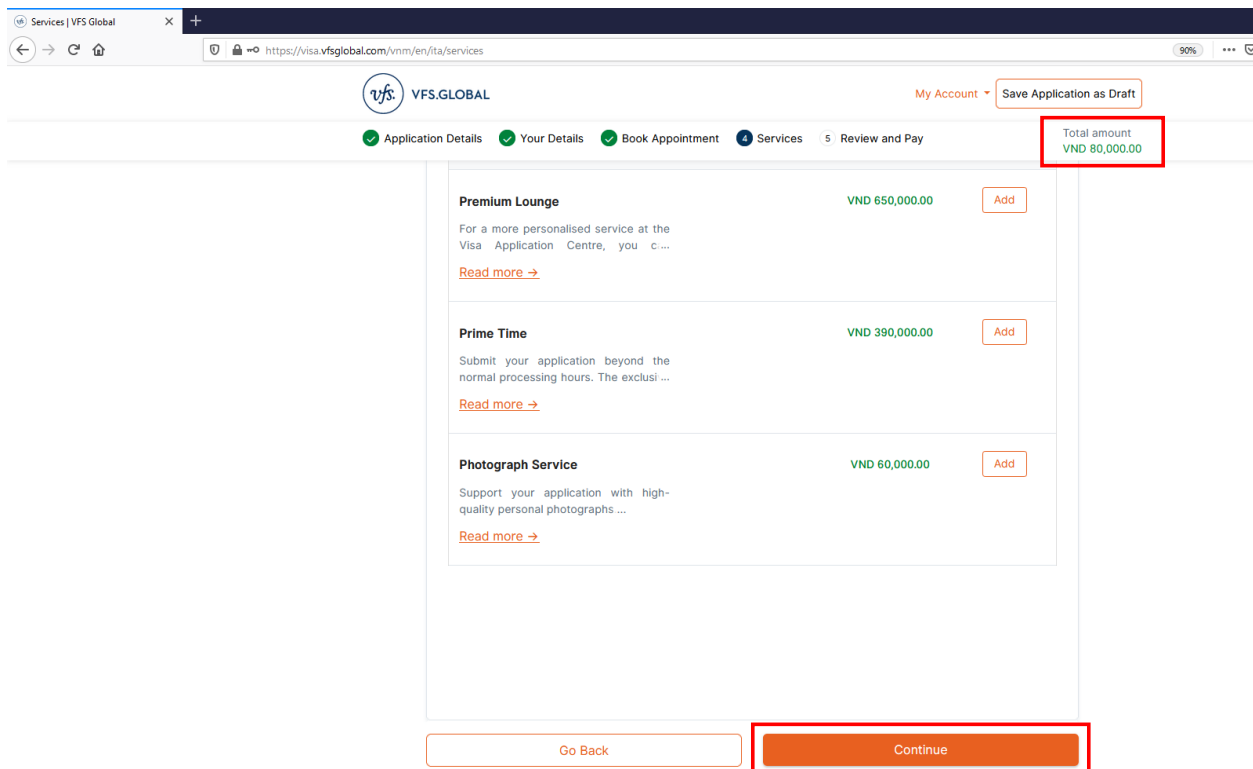 Services | VFS Global
https://visa.vfsglobal.com/vnm/en/ita/services
90%
vfs. VFS.GLOBAL
My Account
Save Application as Draft
Application Details
Your Details
Book Appointment
4 Services
5 Review and Pay
Total amount
VND 80,000.00
Premium Lounge
VND 650,000.00
Add
For a more personalised service at the
Visa Application Centre, you c...
Read more →
Prime Time
VND 390,000.00
Add
Submit your application beyond the
normal processing hours. The exclusi ...
Read more →
Photograph Service
VND 60,000.00
Add
Support your application with high-
quality personal photographs ...
Read more →
Go Back
Continue